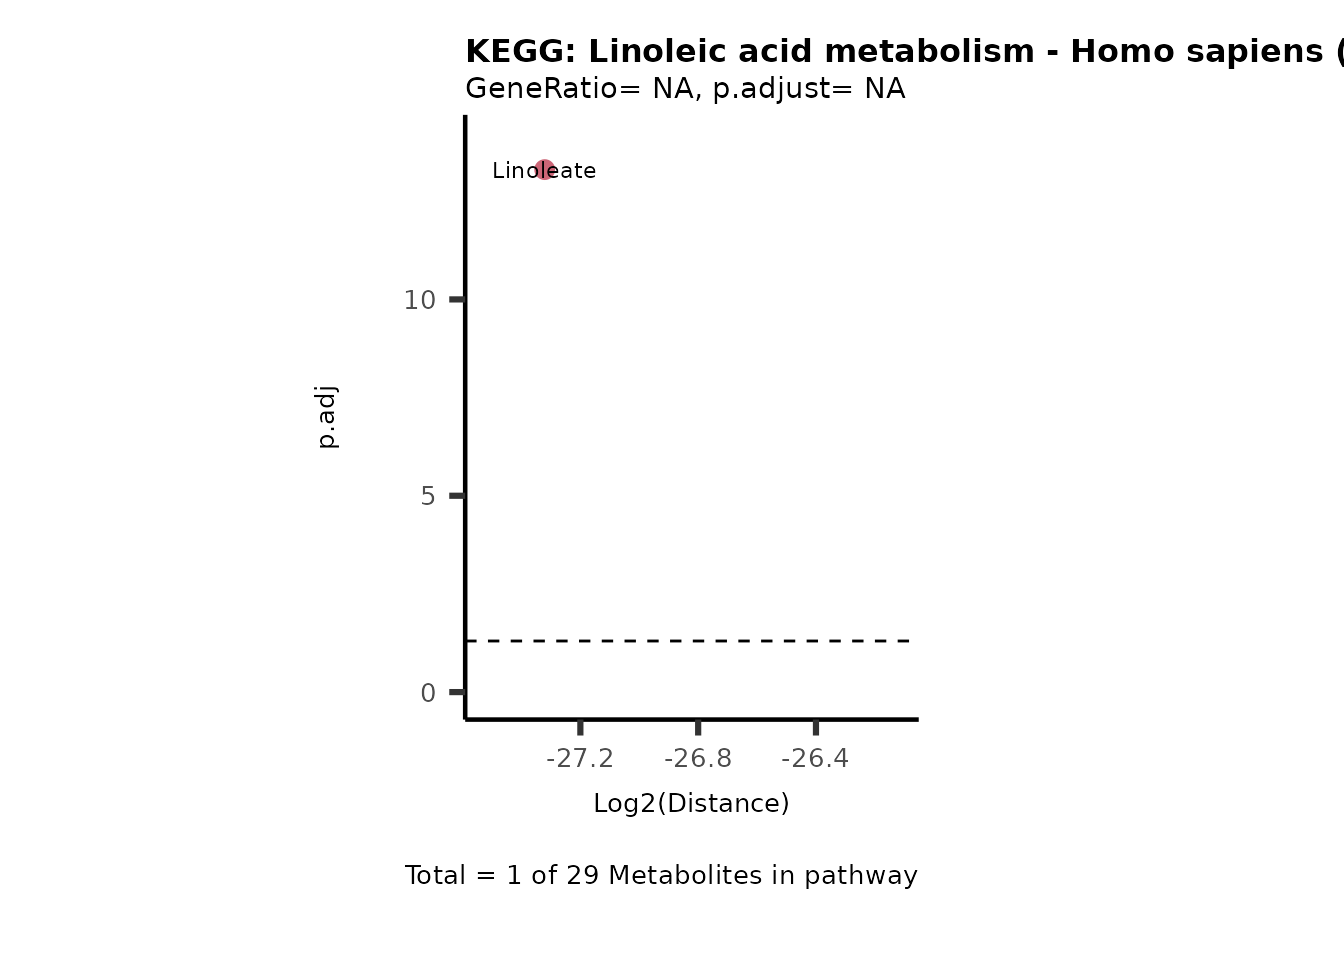 KEGG: Linoleic acid metabolism - Homo sapiens (
GeneRatio= NA, p.adjust= NA
Linoleate
10
p.adj
5
0
-27.2 -26.8 -26.4
Log2(Distance)
Total = 1 of 29 Metabolites in pathway